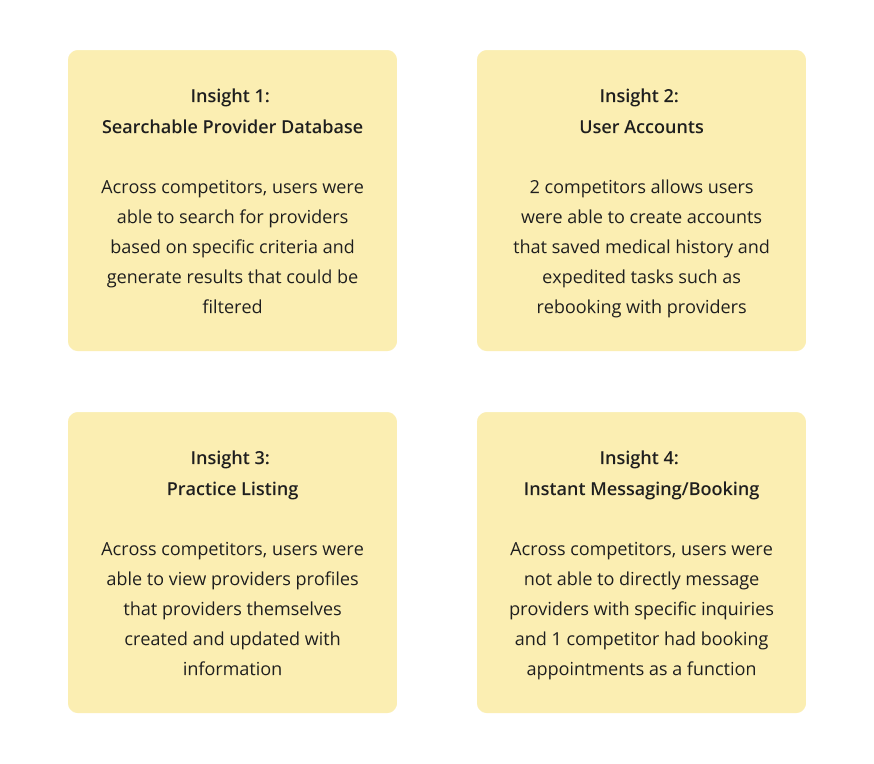 Insight 1:
Searchable Provider Database
Across competitors, users were
able to search for providers
based on specific criteria and
generate results that could be
filtered
Insight 2:
User Accounts
2 competitors allows users
were able to create accounts
that saved medical history and
expedited tasks such as
rebooking with providers
Insight 3:
Practice Listing
Across competitors, users were
able to view providers profiles
that providers themselves
created and updated with
information
Insight 4:
Instant Messaging/Booking
Across competitors, users were
not able to directly message
providers with specific inquiries
and 1 competitor had booking
appointments as a function